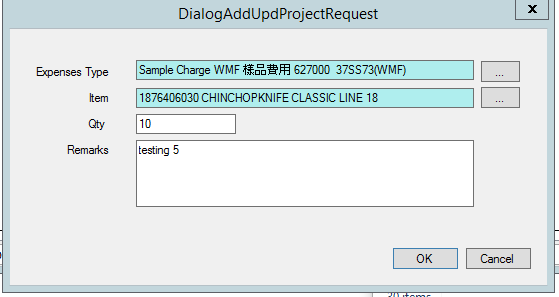 DialogAddUpdProjectRequest
x
Expenses Type Sample Charge WMF 樣品費用 627000 37SS73(WMF) ...
Item 1876406030 CHINCHOPKNIFE CLASSIC LINE 18 ...
Qty 10
Remarks testing 5
OK Cancel
30 items